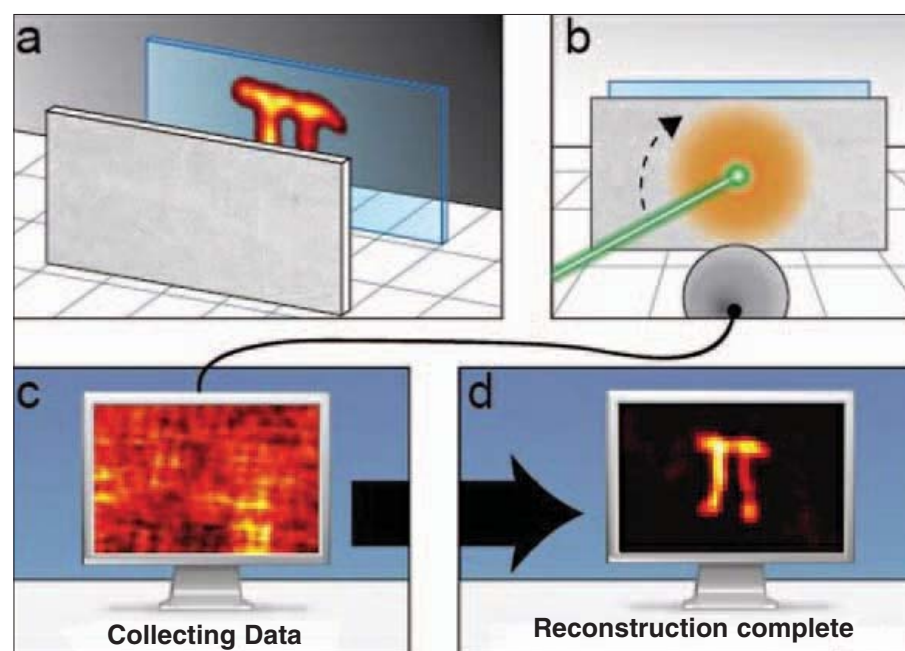 a
b
c
d
π
π
Collecting Data
Reconstruction complete